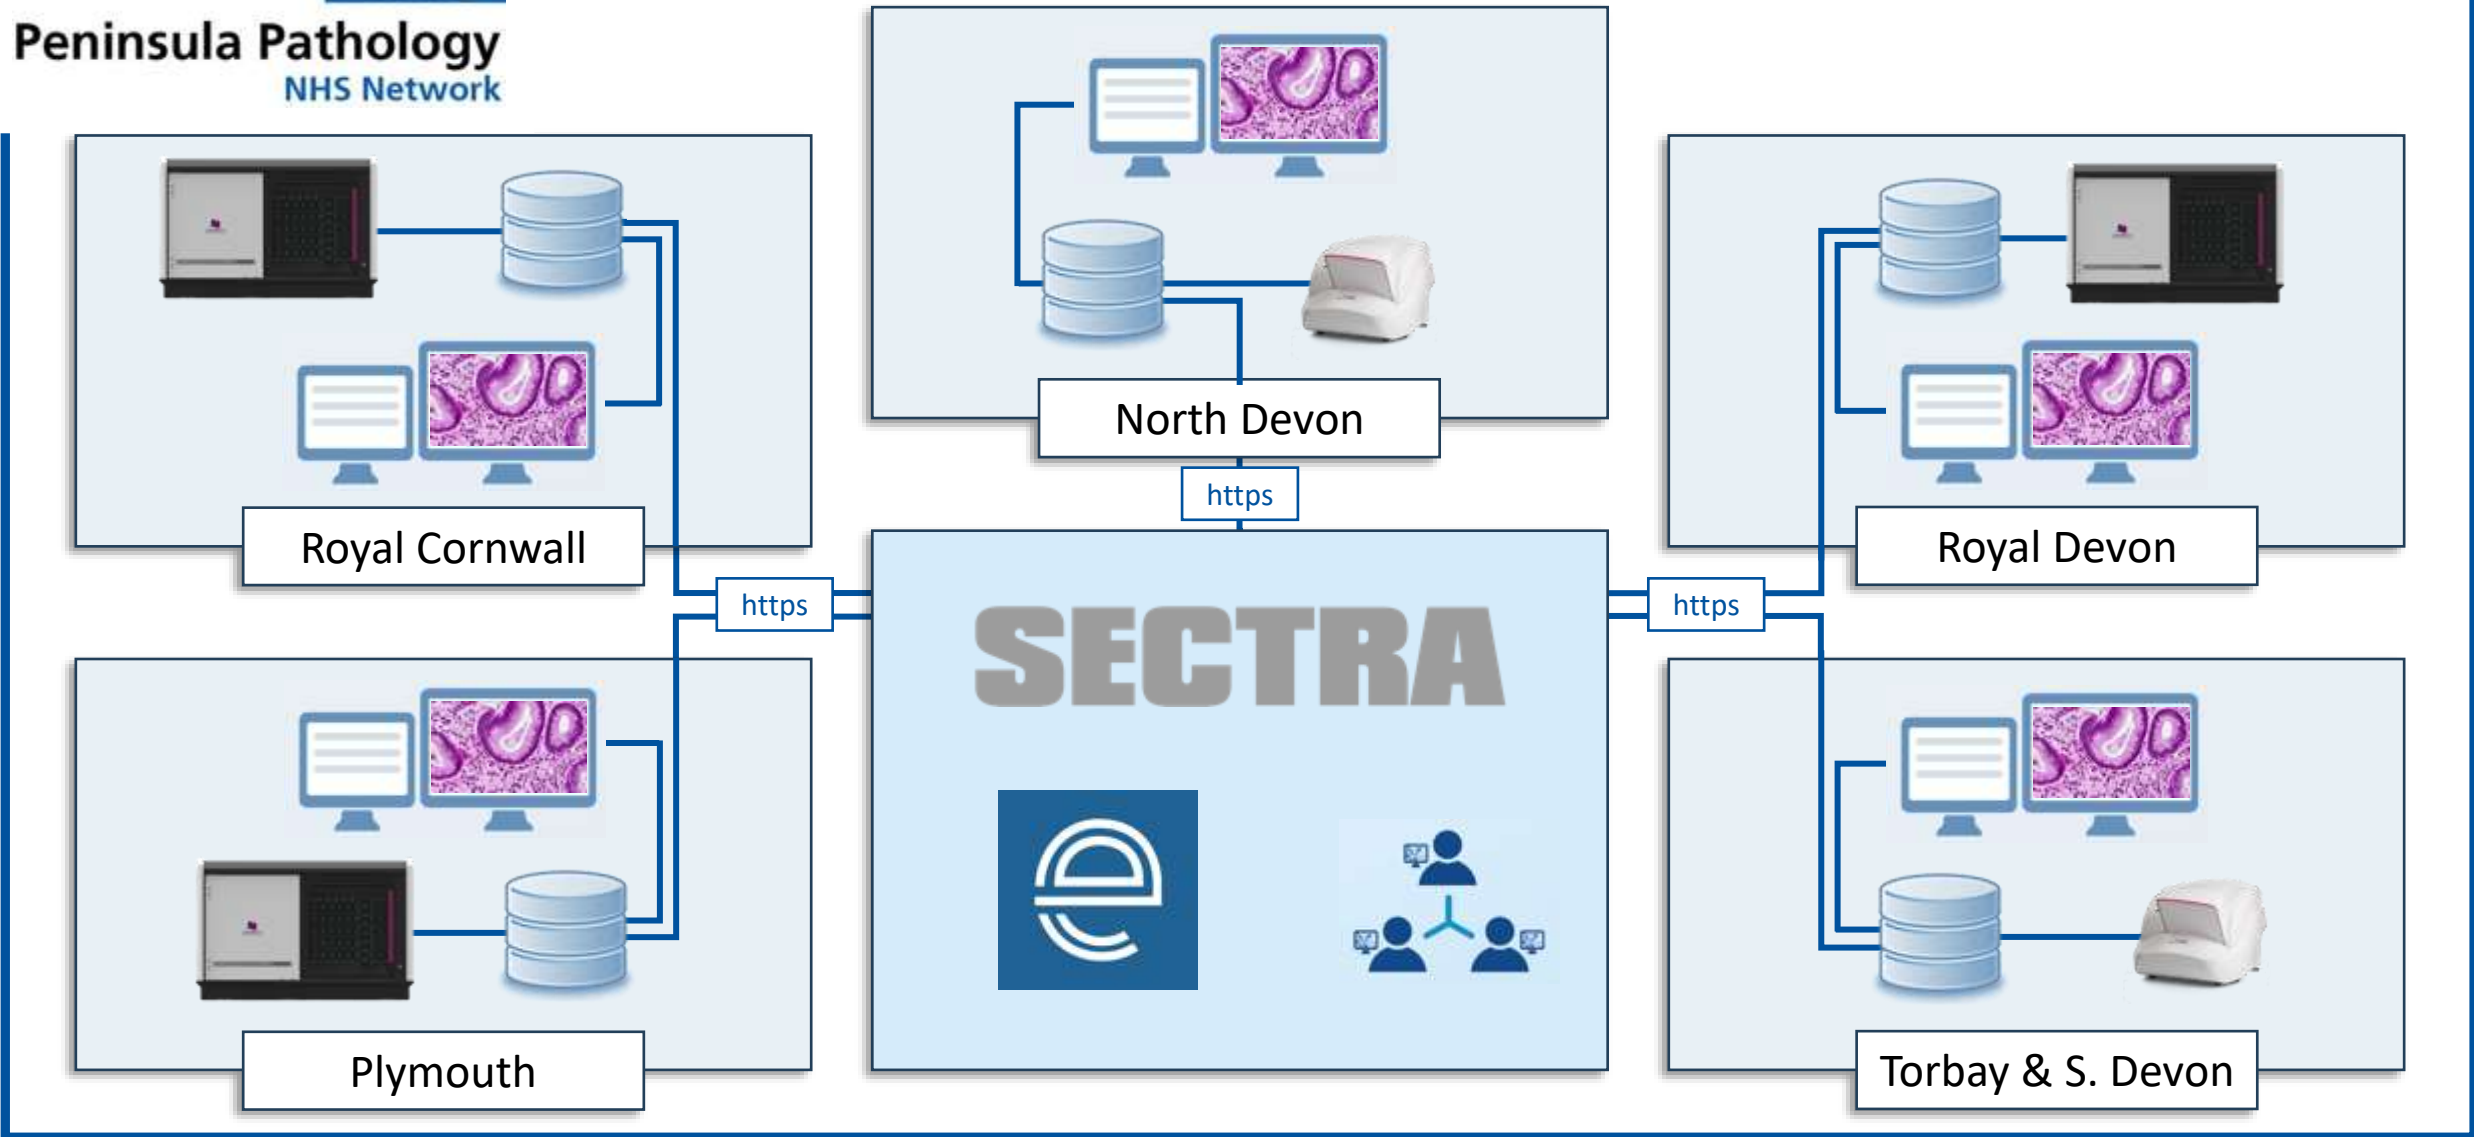 Peninsula Pathology
NHS Network
North Devon
https
Royal Cornwall
Royal Devon
https
https
SECTRA
Plymouth
Torbay & S. Devon